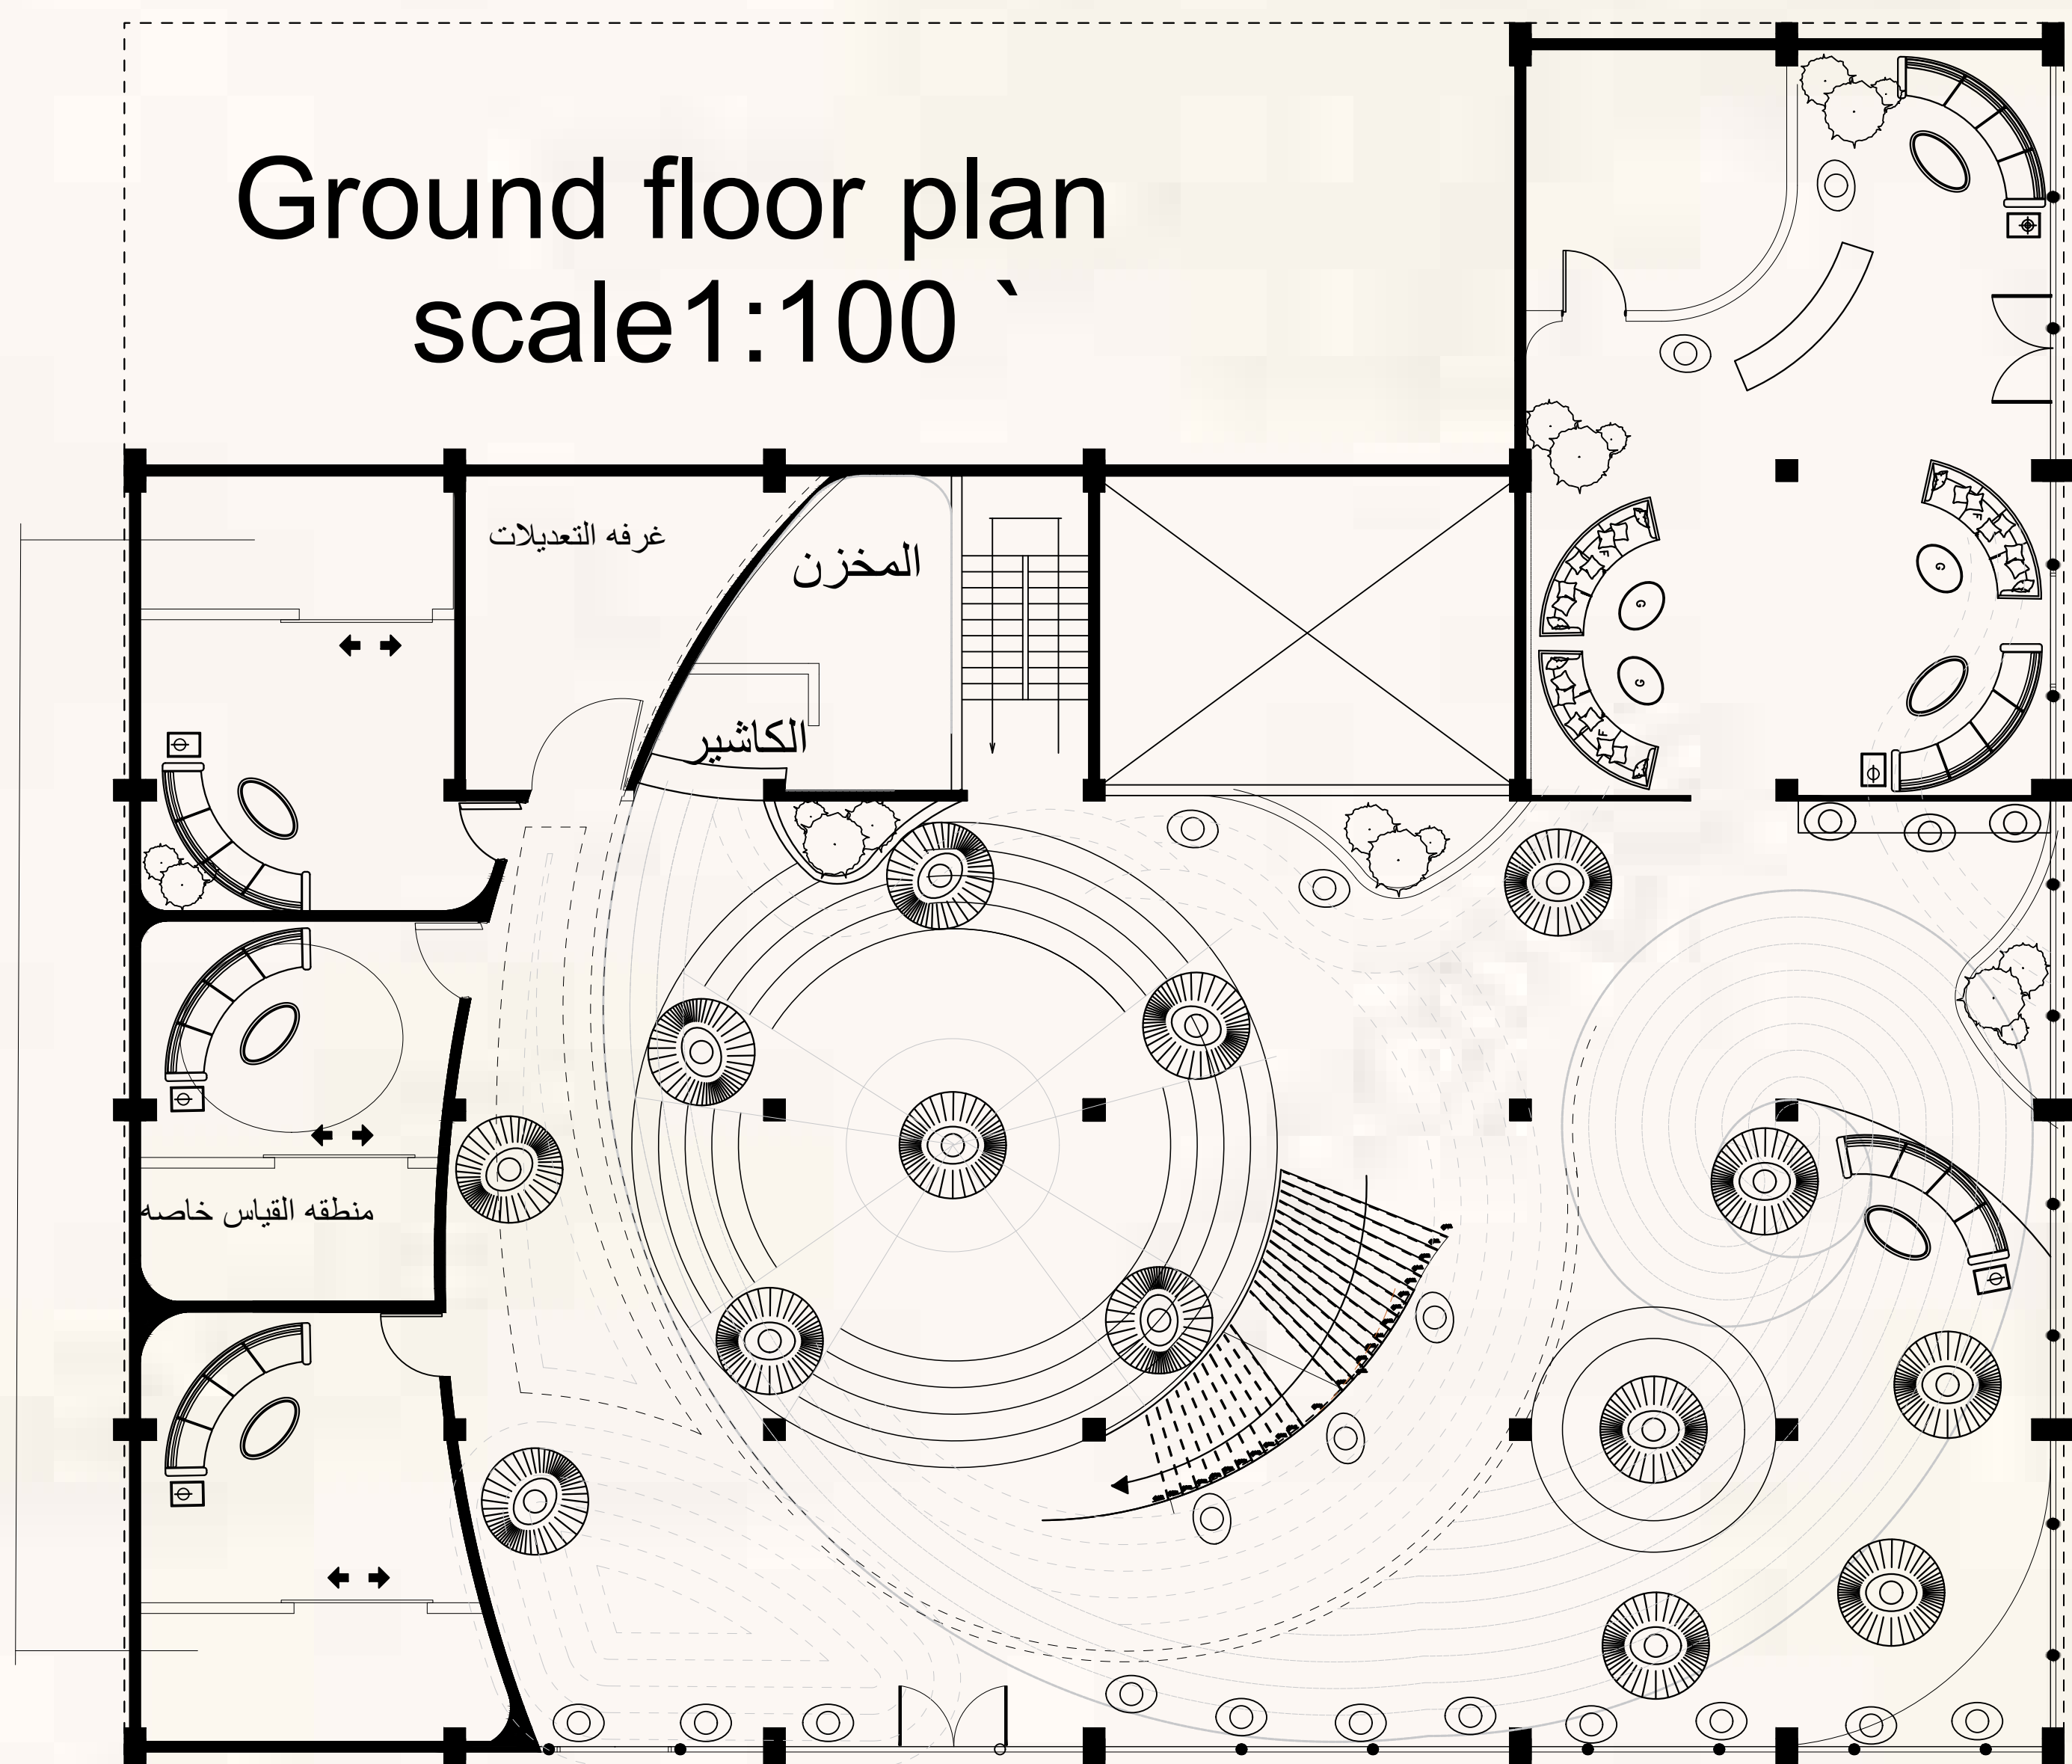 Ground floor plan
scale1:100 `
غرفه التعديلات
المخزن
الكاشير
منطقه القياس خاصه
G
G
G